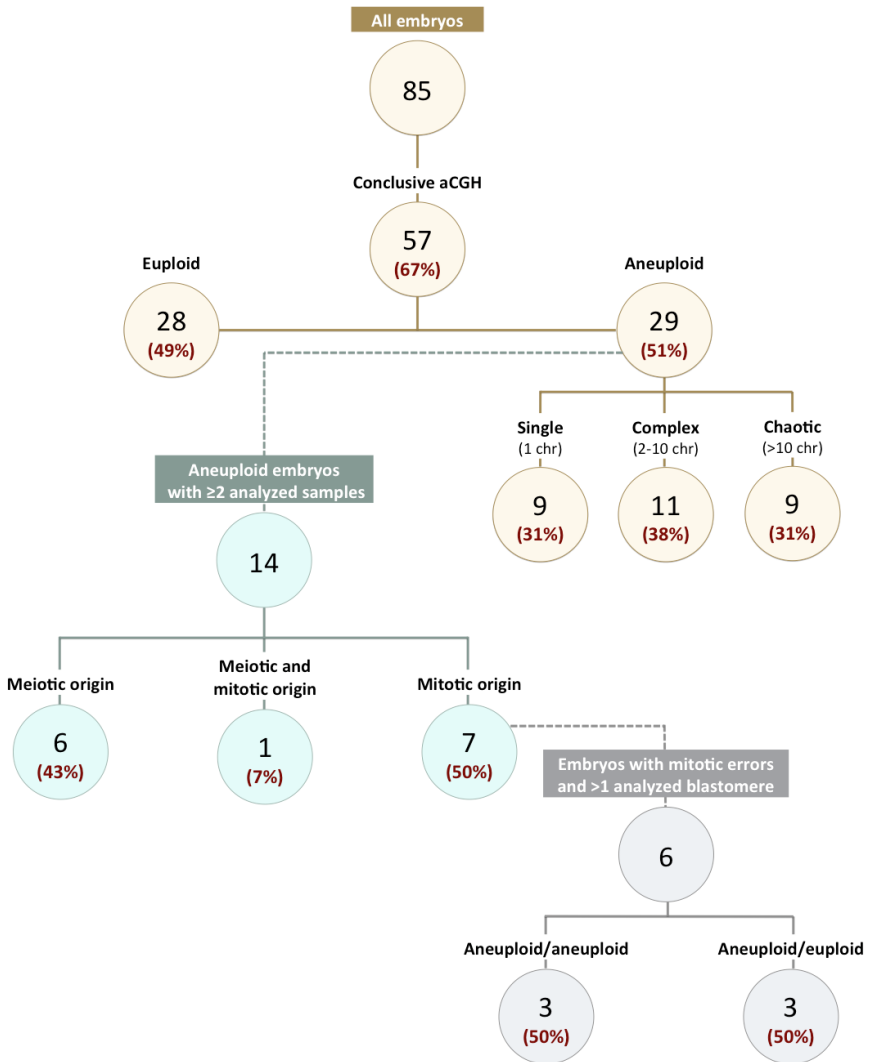 All embryos
85
Conclusive aCGH
57
(67%)
Euploid
28
(49%)
Aneuploid
29
(51%)
Single
(1 chr)
9
(31%)
Complex
(2-10 chr)
11
(38%)
Chaotic
(>10 chr)
9
(31%)
Aneuploid embryos
with ≥2 analyzed samples
14
Meiotic origin
6
(43%)
Meiotic and
mitotic origin
1
(7%)
Mitotic origin
7
(50%)
Embryos with mitotic errors
and >1 analyzed blastomere
6
Aneuploid/aneuploid
3
(50%)
Aneuploid/euploid
3
(50%)